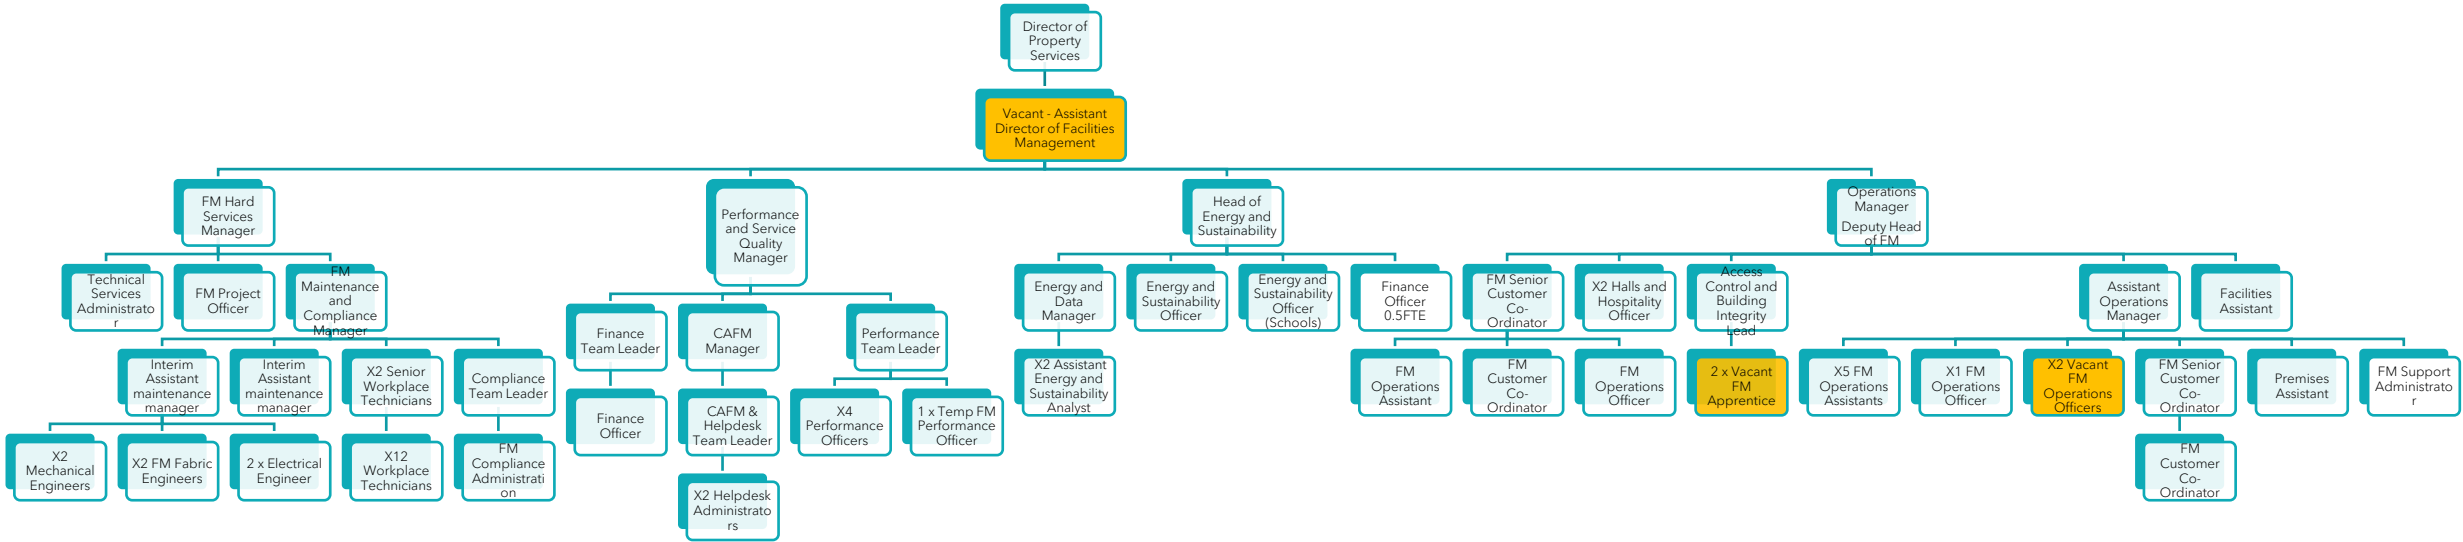 Director of
Property
Services
Vacant - Assistant
Director of Facilities
Management
FM Hard
Services
Manager
Performance
and Service
Quality
Manager
Head of
Energy and
Sustainability
Operations
Manager
Deputy Head
of FM
Technical
Services
Administrato
r
FM Project
Officer
FM
Maintenance
and
Compliance
Manager
Finance
Team Leader
CAFM
Manager
Performance
Team Leader
Energy and
Data
Manager
Energy and
Sustainability
Officer
Energy and
Sustainability
Officer
(Schools)
Finance
Officer
0.5FTE
FM Senior
Customer
Co-
Ordinator
X2 Halls and
Hospitality
Officer
Access
Control and
Building
Integrity
Lead
Assistant
Operations
Manager
Facilities
Assistant
Interim
Assistant
maintenance
manager
Interim
Assistant
maintenance
manager
X2 Senior
Workplace
Technicians
Compliance
Team Leader
Finance
Officer
CAFM &
Helpdesk
Team Leader
X4
Performance
Officers
1 x Temp FM
Performance
Officer
X2 Assistant
Energy and
Sustainability
Analyst
FM
Operations
Assistant
FM
Customer
Co-
Ordinator
FM
Operations
Officer
2 x Vacant
FM
Apprentice
X5 FM
Operations
Assistants
X1 FM
Operations
Officer
X2 Vacant
FM
Operations
Officers
FM Senior
Customer
Co-
Ordinator
Premises
Assistant
FM Support
Administrato
r
X2
Mechanical
Engineers
X2 FM Fabric
Engineers
2 x Electrical
Engineer
X12
Workplace
Technicians
FM
Compliance
Administrati
on
X2 Helpdesk
Administrato
rs
FM
Customer
Co-
Ordinator